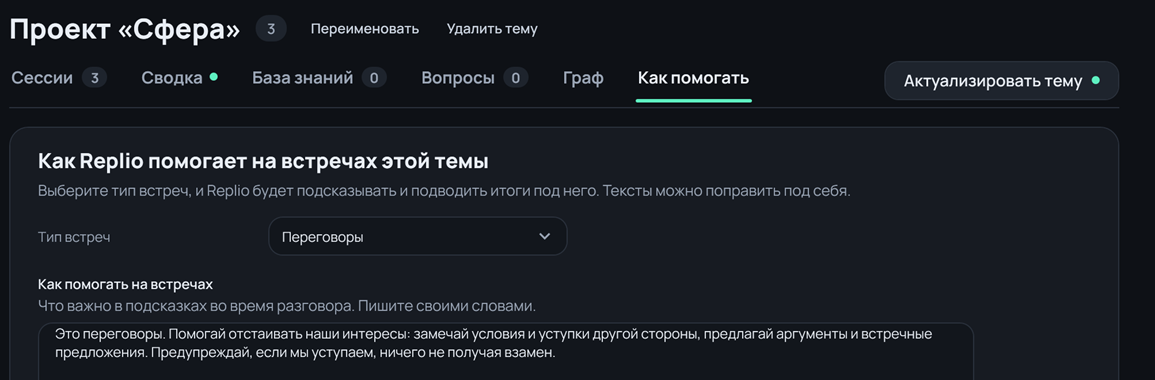 Проект «Сфера» 3 Переименовать Удалить тему
Сессии 3 Сводка База знаний 0 Вопросы 0 Граф Как помогать Актуализировать тему
Как Replio помогает на встречах этой темы
Выберите тип встреч, и Replio будет подсказывать и подводить итоги под него. Тексты можно поправить под себя.
Тип встреч Переговоры
Как помогать на встречах
Что важно в подсказках во время разговора. Пишите своими словами.
Это переговоры. Помогай отстаивать наши интересы: замечай условия и уступки другой стороны, предлагай аргументы и встречные
предложения. Предупреждай, если мы уступаем, ничего не получая взамен.